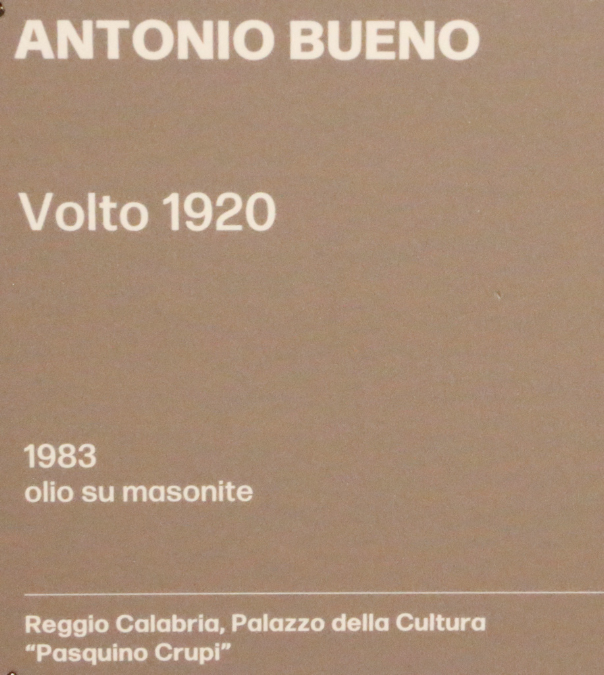 ANTONIO BUENO
Volto 1920
1983
olio su masonite
Reggio Calabria, Palazzo della Cultura
“Pasquino Crupi”